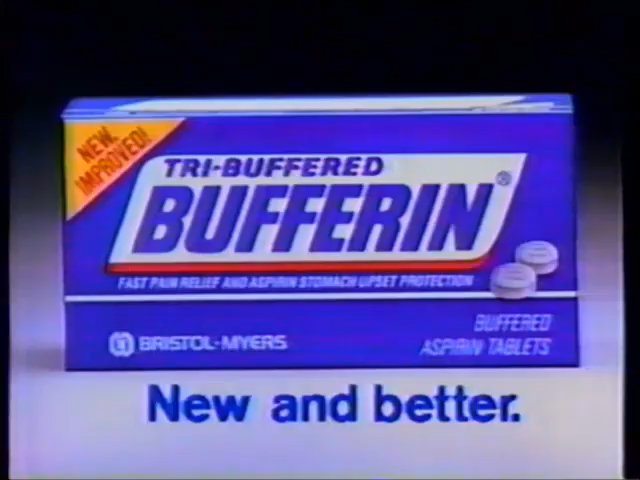 NEW,
IMPROVED!
TRI-BUFFERED
BUFFERIN®
FAST PAIN RELIEF AND ASPIRIN STOMACH UPSET PROTECTION
BRISTOL-MYERS
BUFFERED
ASPIRIN TABLETS
New and better.